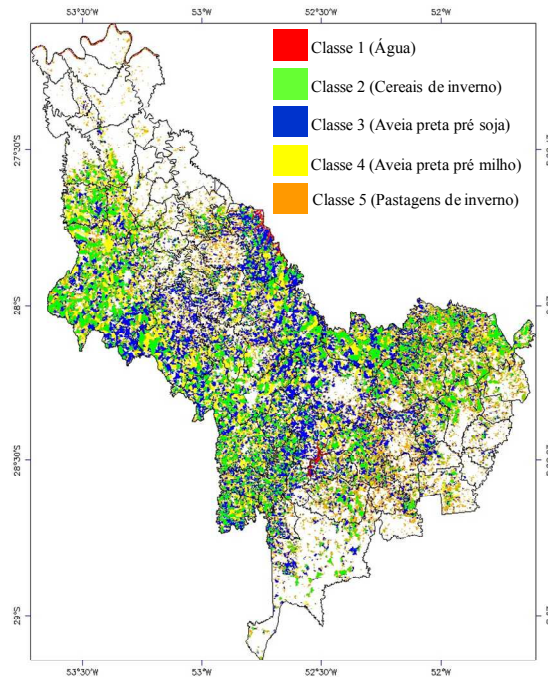 53°30'W 53°W 52°30'W 52°W
Classe 1 (Água)
Classe 2 (Cereais de inverno)
Classe 3 (Aveia preta pré soja)
Classe 4 (Aveia preta pré milho)
Classe 5 (Pastagens de inverno)
27°30'S
28°S
28°30'S
29°S
53°30'W 53°W 52°30'W 52°W